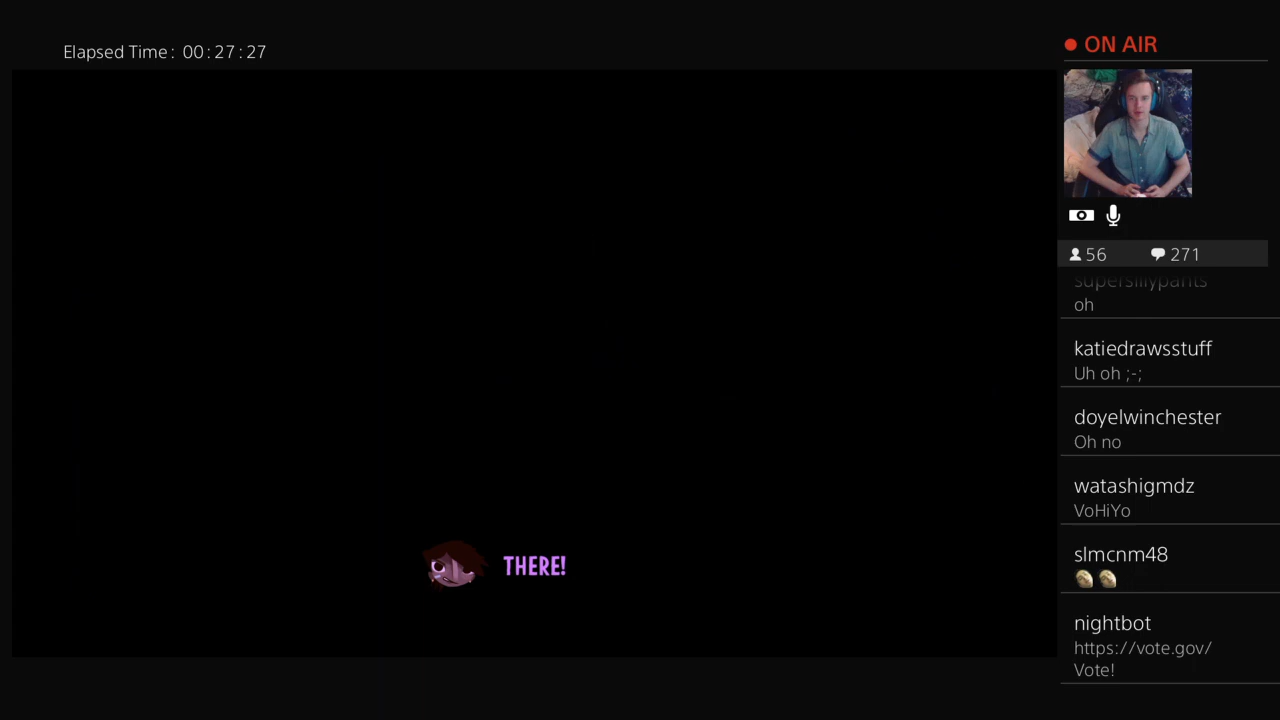 Elapsed Time: 00:27:27
ON AIR
56 271
supersillypants
oh
katiedrawsstuff
Uh oh ;-;
doyelwinchester
Oh no
watashigmdz
VoHiYo
slmcnm48
nightbot
https://vote.gov/
Vote!
THERE!